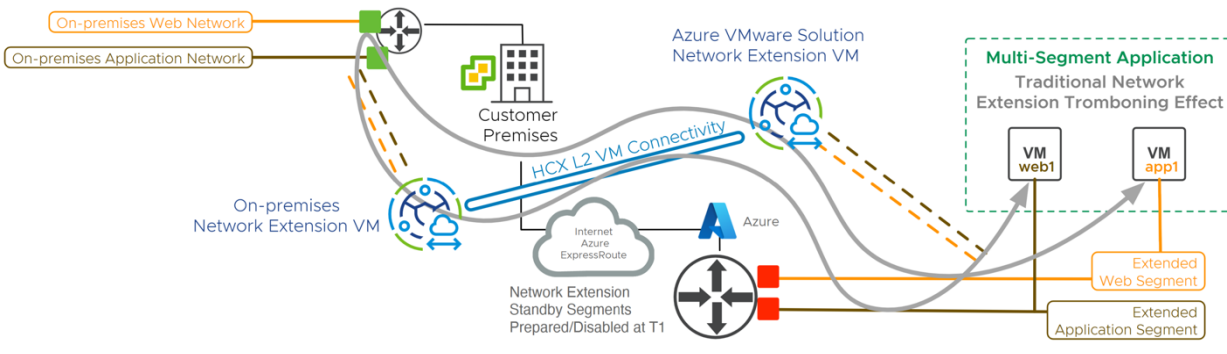 On-premises Web Network
On-premises Application Network
Customer
Premises
Azure VMware Solution
Network Extension VM
Multi-Segment Application
Traditional Network
Extension Tromboning Effect
VM
web1
VM
app1
HCX L2 VM Connectivity
On-premises
Network Extension VM
Internet
Azure
ExpressRoute
Azure
Network Extension
Standby Segments
Prepared/Disabled at T1
Extended
Web Segment
Extended
Application Segment